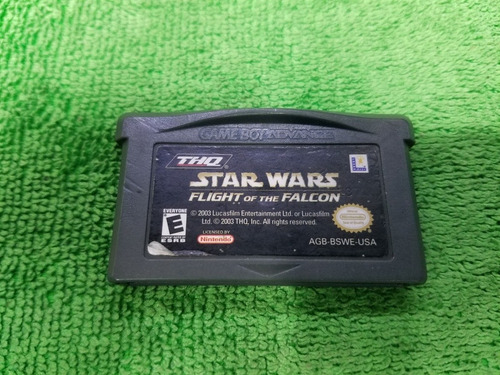 GAME BOY ADVANCE
THQ
STAR WARS
FLIGHT OF THE FALCON
EVERYONE
E
ESRB
© 2003 Lucasfilm Entertainment Ltd. or Lucasfilm
Ltd. © 2003 THQ, Inc. All rights reserved.
LICENSED BY
Nintendo
AGB-BSWE-USA